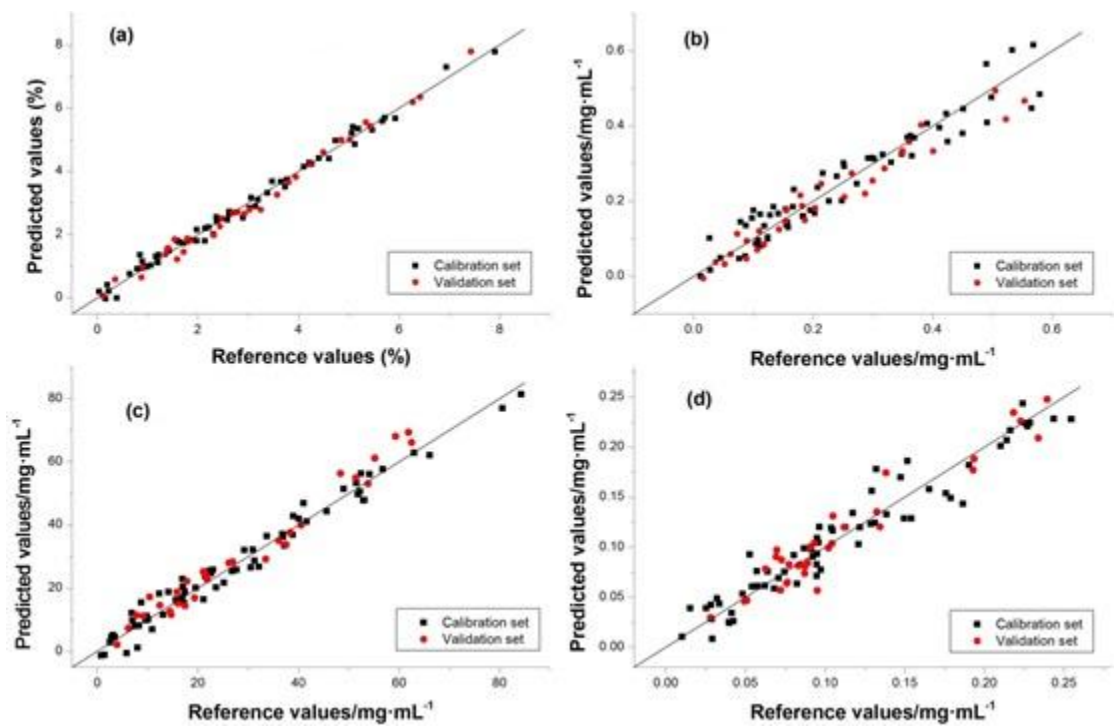 (a)
Predicted values (%)
8
6
4
2
0
0 2 4 6 8
Reference values (%)
Calibration set
Validation set
(b)
Predicted values/mg·mL⁻¹
0.6
0.4
0.2
0.0
0.0 0.2 0.4 0.6
Reference values/mg·mL⁻¹
Calibration set
Validation set
(c)
Predicted values/mg·mL⁻¹
80
60
40
20
0
0 20 40 60 80
Reference values/mg·mL⁻¹
Calibration set
Validation set
(d)
Predicted values/mg·mL⁻¹
0.25
0.20
0.15
0.10
0.05
0.00
0.00 0.05 0.10 0.15 0.20 0.25
Reference values/mg·mL⁻¹
Calibration set
Validation set